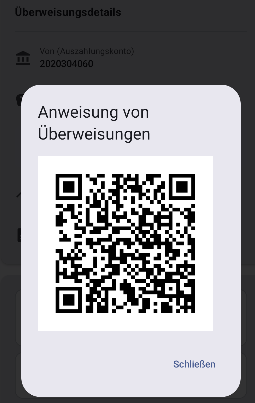 Überweisungsdetails
Von (Auszahlungskonto)
2020304060
Anweisung von
Überweisungen
Schließen